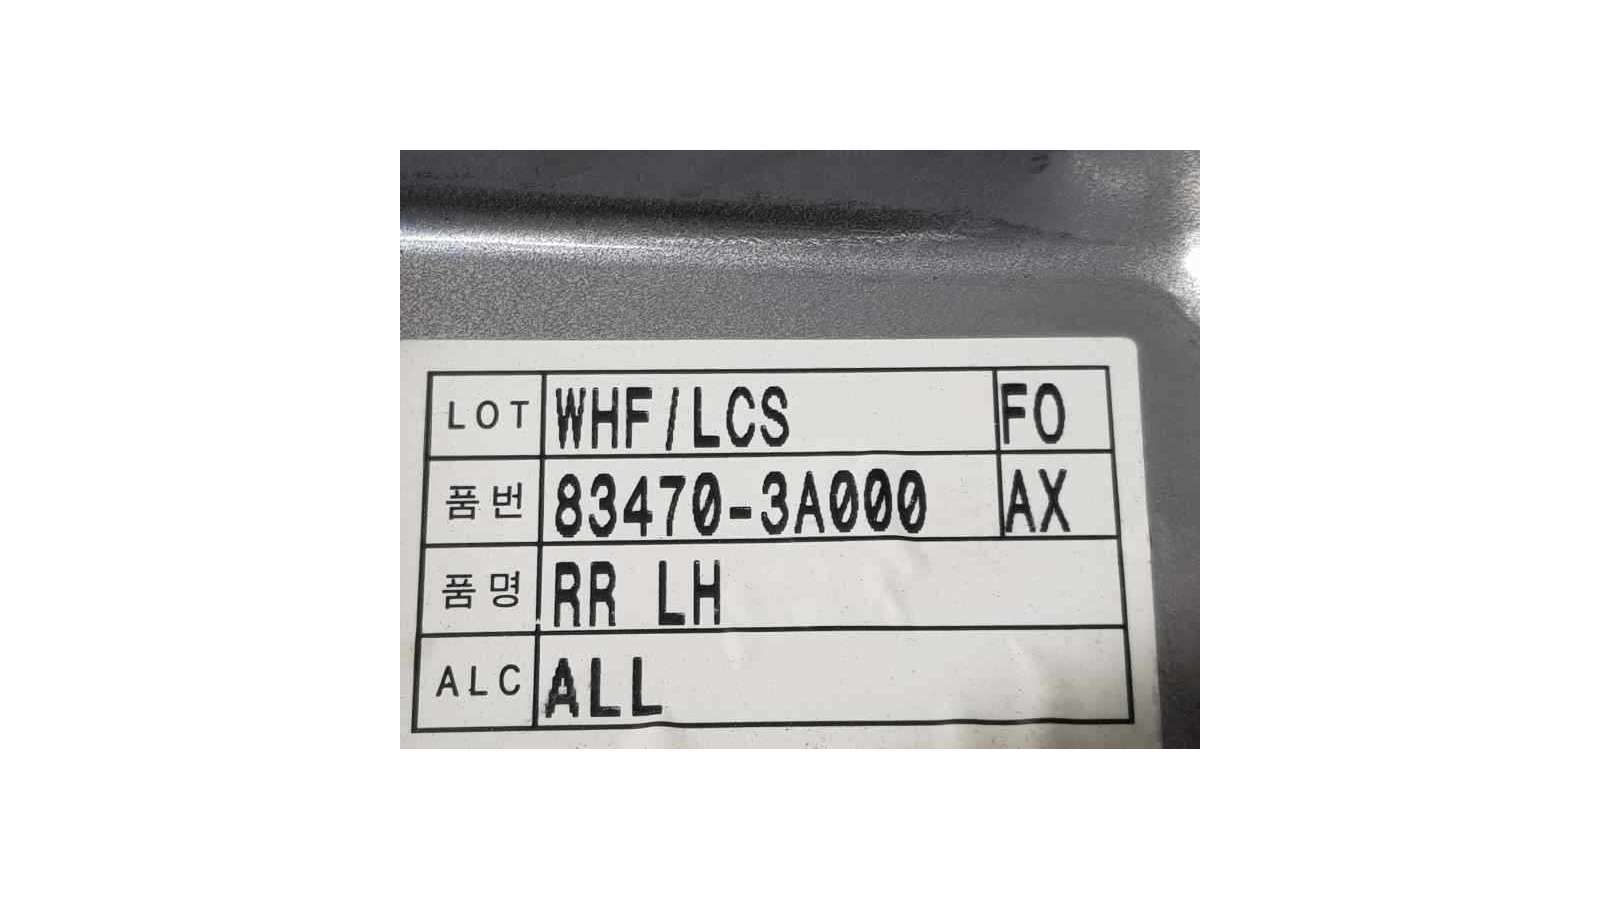 LOT WHF/LCS FO
품번 83470-3A000 AX
품명 RR LH
ALC ALL